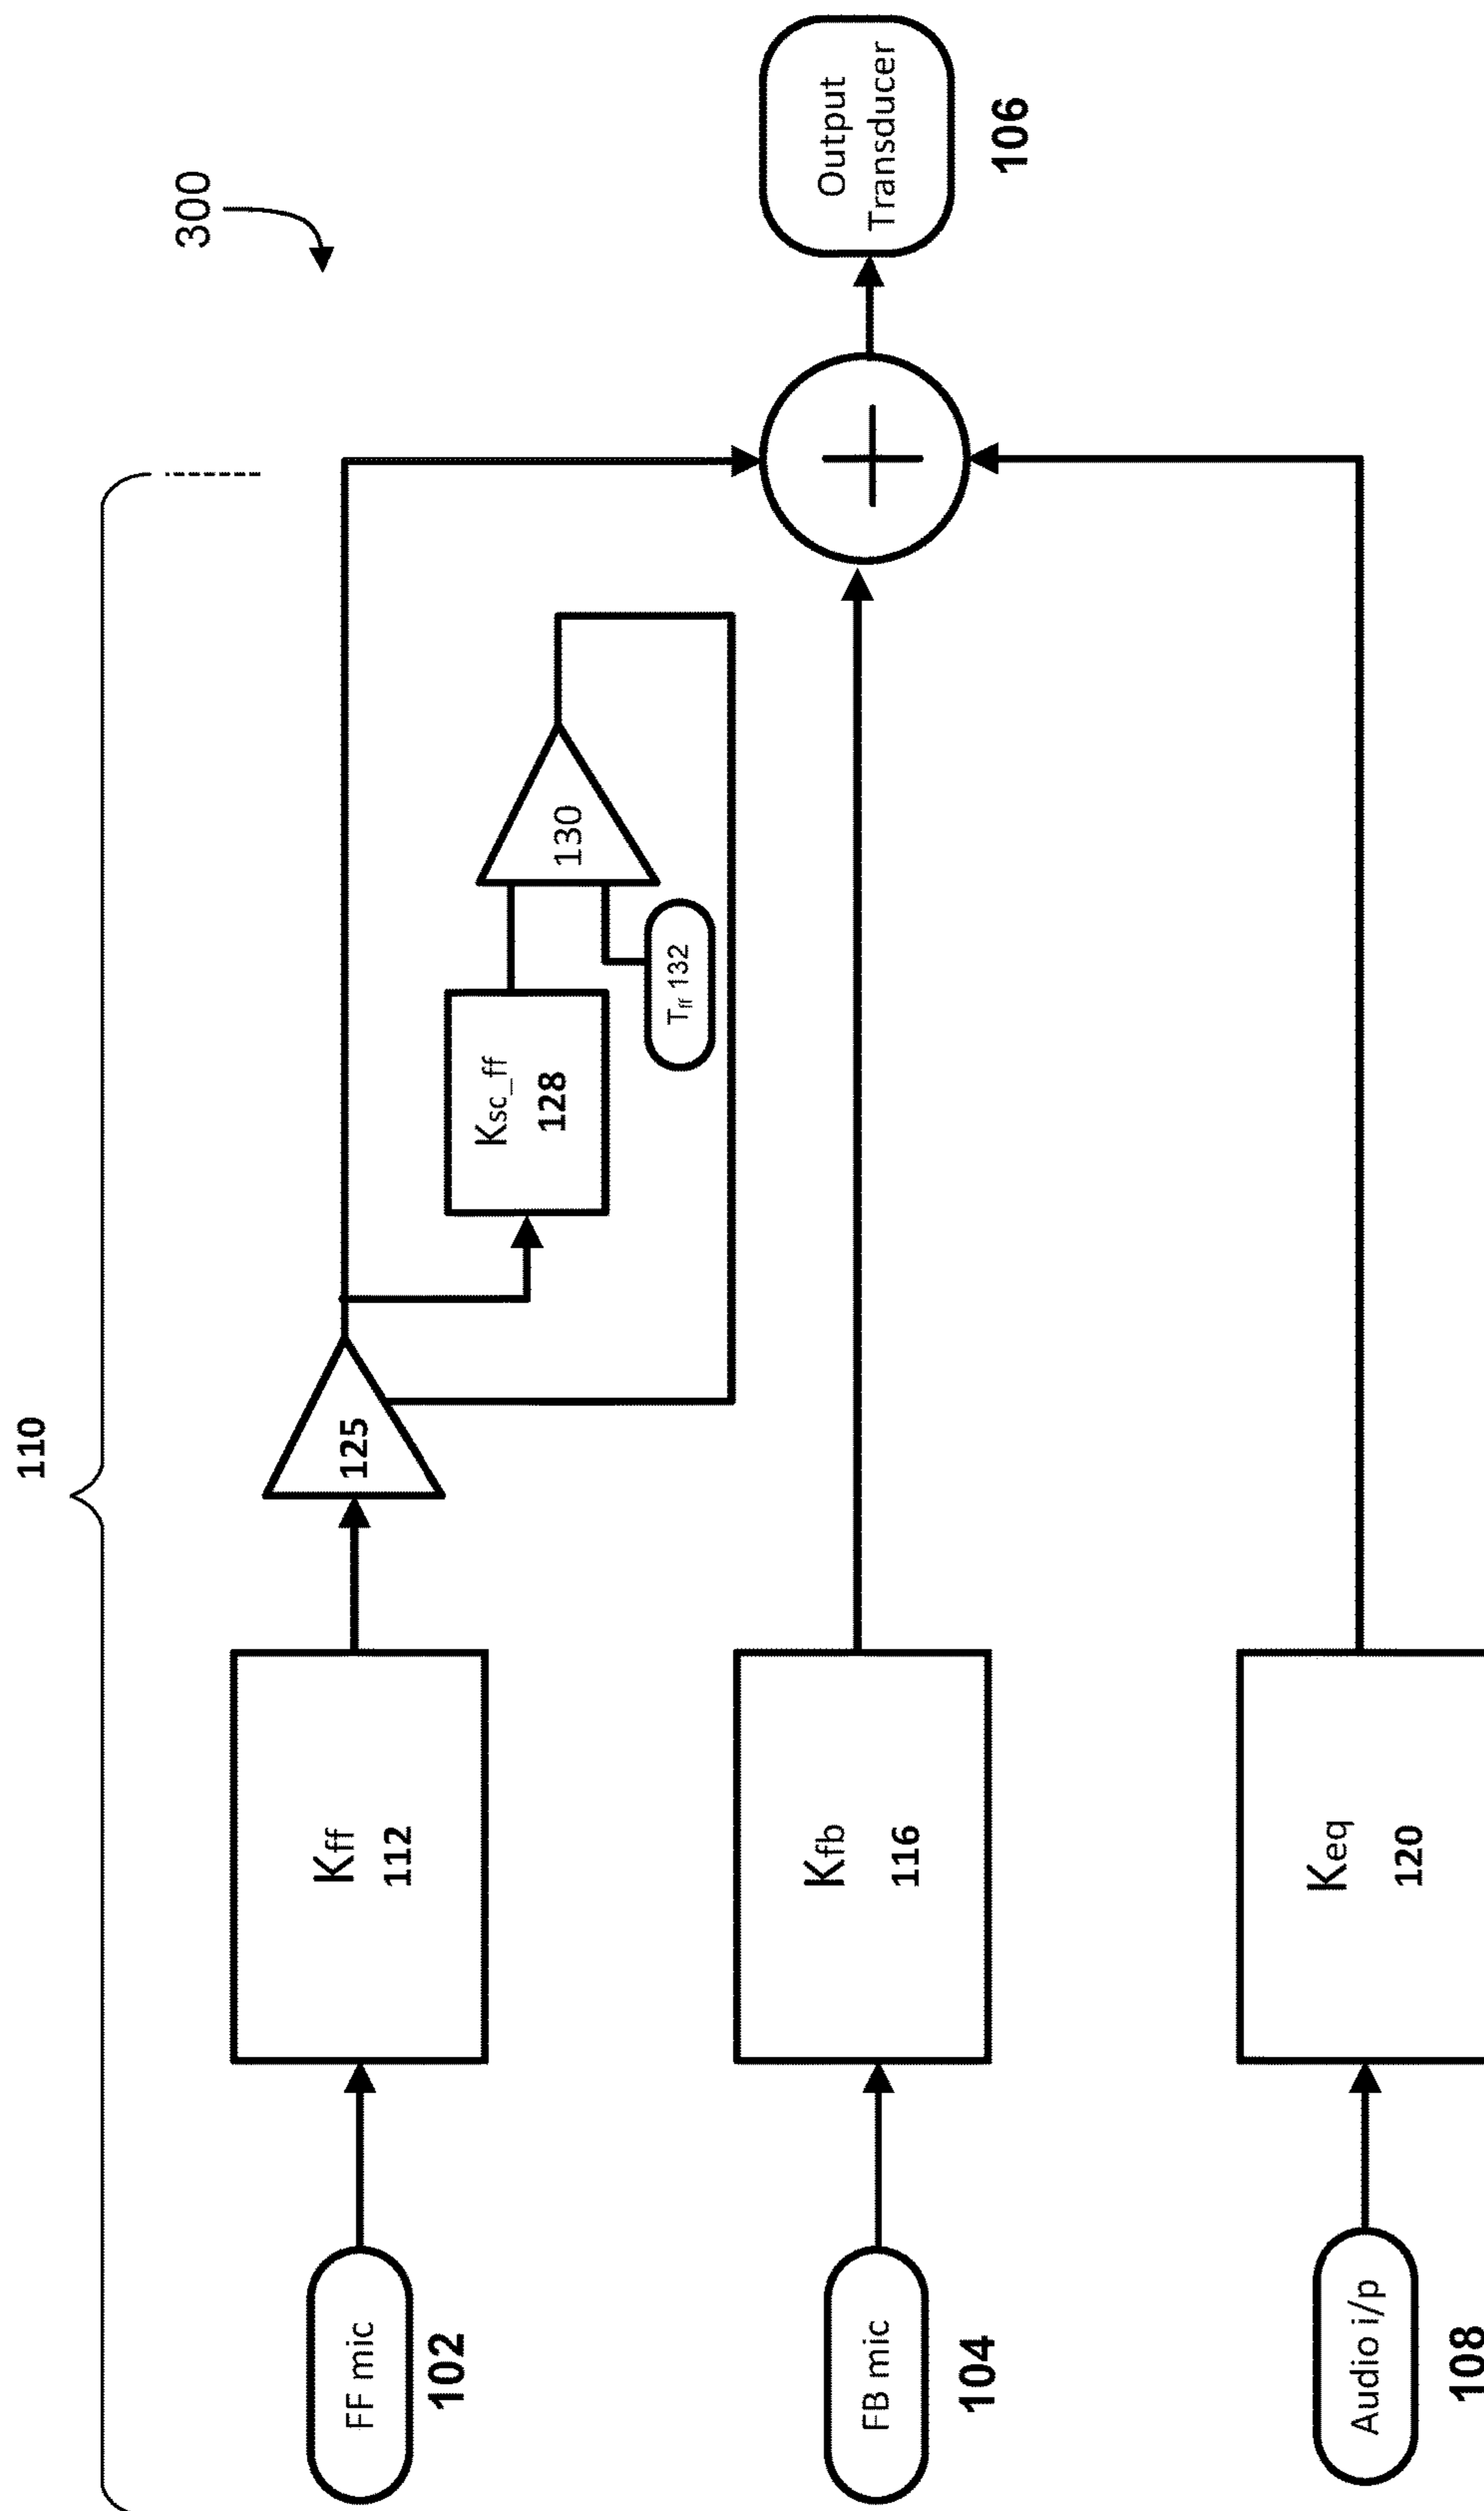 110
300
FF mic
102
Kff
112
125
Ksc_ff
128
130
Tff 132
FB mic
104
Kfb
116
Output
Transducer
106
Audio i/p
108
Keq
120